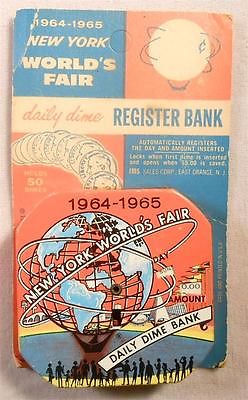 1964-1965
NEW YORK
WORLD'S
FAIR
¢
daily dime
REGISTER BANK
AUTOMATICALLY REGISTERS
THE DAY AND AMOUNT INSERTED
Locks when first dime is inserted
and opens when $5.00 is saved.
SALES CORP., EAST ORANGE, N. J.
HOLDS
50
DIMES
1964-1965
NEW YORK WORLD'S FAIR
DAY
0.00
AMOUNT
DAILY DIME BANK